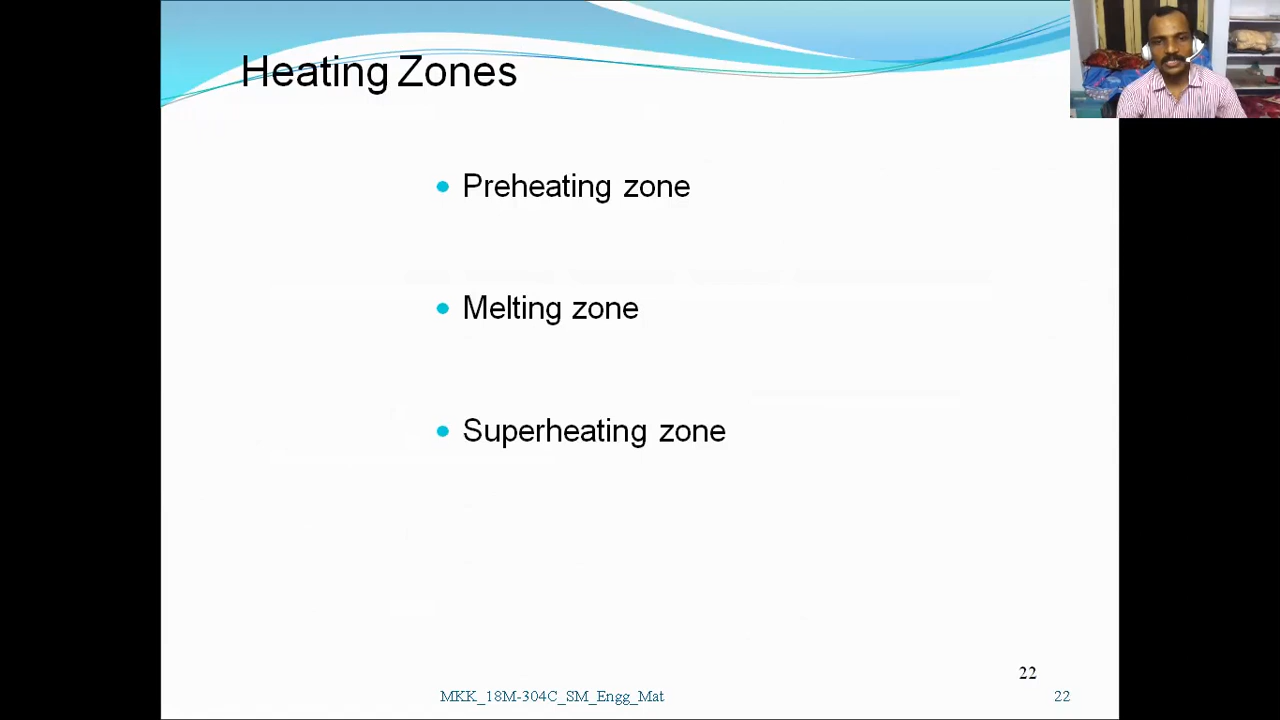 Heating Zones
Preheating zone
Melting zone
Superheating zone
22
MKK_18M-304C_SM_Engg_Mat
22